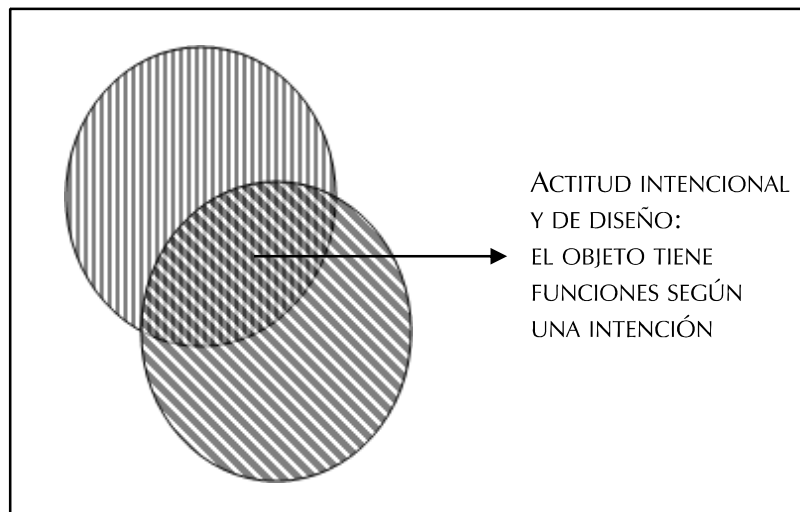 ACTITUD INTENCIONAL
Y DE DISEÑO:
EL OBJETO TIENE
FUNCIONES SEGÚN
UNA INTENCIÓN